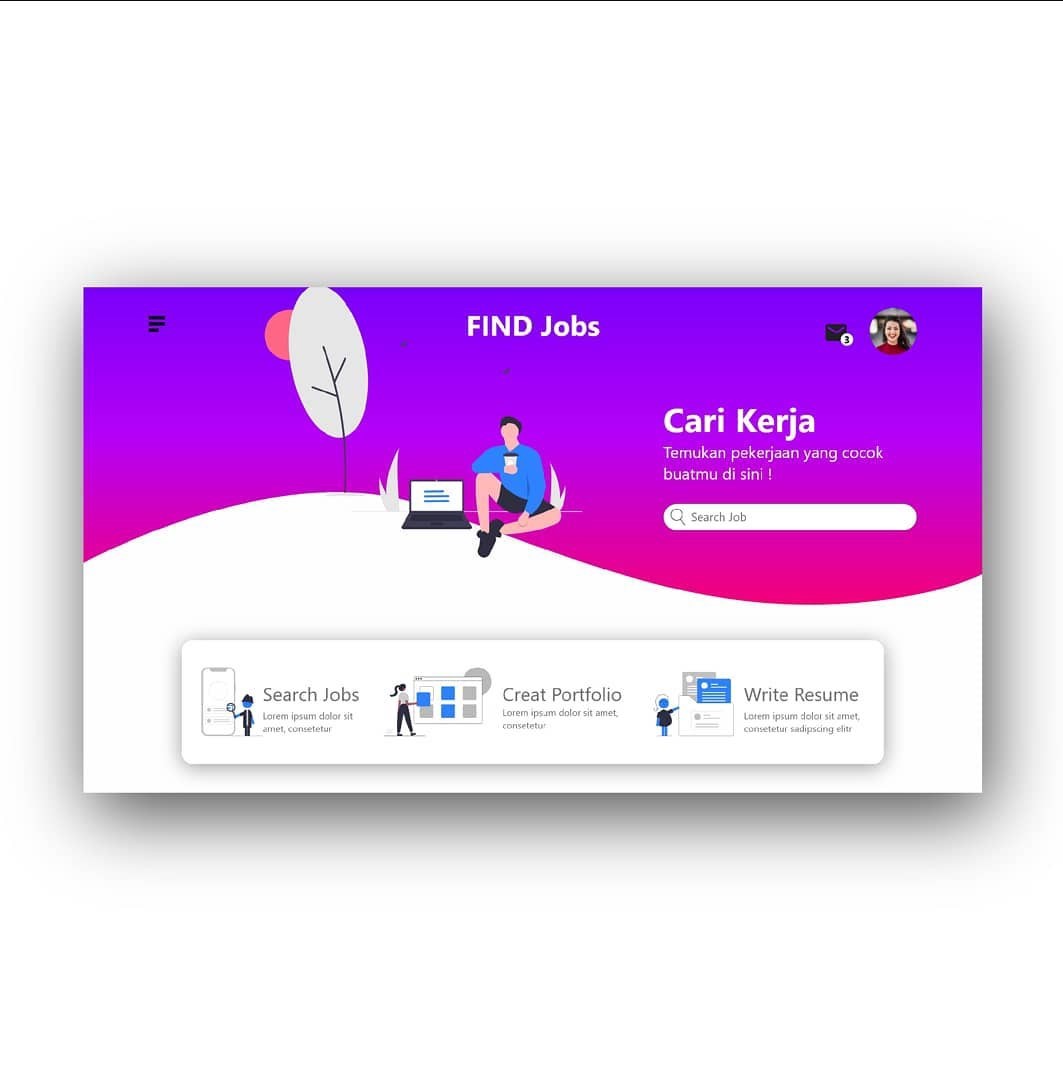 FIND Jobs
3
Cari Kerja
Temukan pekerjaan yang cocok
buatmu di sini !
Search Job
Search Jobs
Lorem ipsum dolor sit
amet, consetetur
Creat Portfolio
Lorem ipsum dolor sit amet,
consetetur
Write Resume
Lorem ipsum dolor sit amet,
consetetur sadipscing elitr